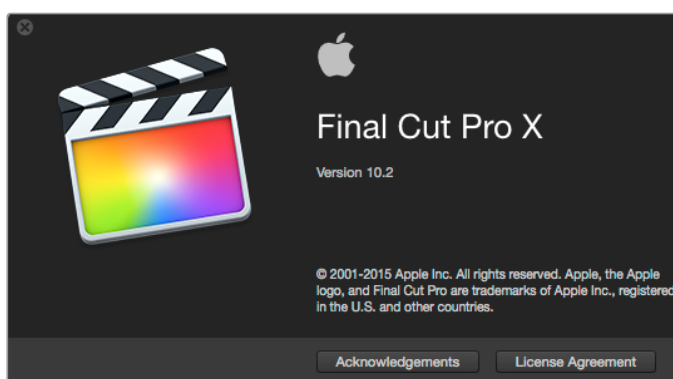 Final Cut Pro X
Version 10.2
© 2001-2015 Apple Inc. All rights reserved. Apple, the Apple
logo, and Final Cut Pro are trademarks of Apple Inc., registered
in the U.S. and other countries.
Acknowledgements
License Agreement